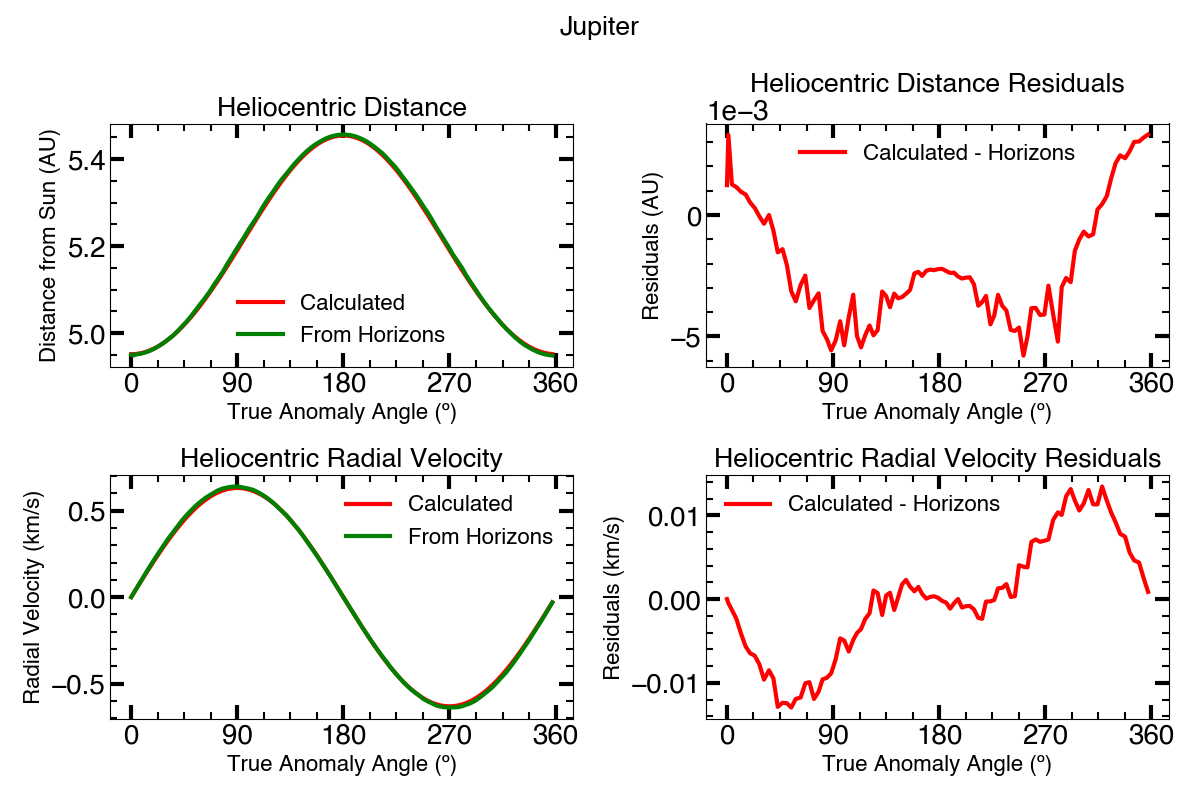 Jupiter
Heliocentric Distance
Distance from Sun (AU)
5.4
5.2
5.0
Calculated
From Horizons
0 90 180 270 360
True Anomaly Angle (º)
Heliocentric Distance Residuals
1e−3
Residuals (AU)
0
−5
Calculated - Horizons
0 90 180 270 360
True Anomaly Angle (º)
Heliocentric Radial Velocity
Radial Velocity (km/s)
0.5
0.0
−0.5
Calculated
From Horizons
0 90 180 270 360
True Anomaly Angle (º)
Heliocentric Radial Velocity Residuals
Residuals (km/s)
0.01
0.00
−0.01
Calculated - Horizons
0 90 180 270 360
True Anomaly Angle (º)